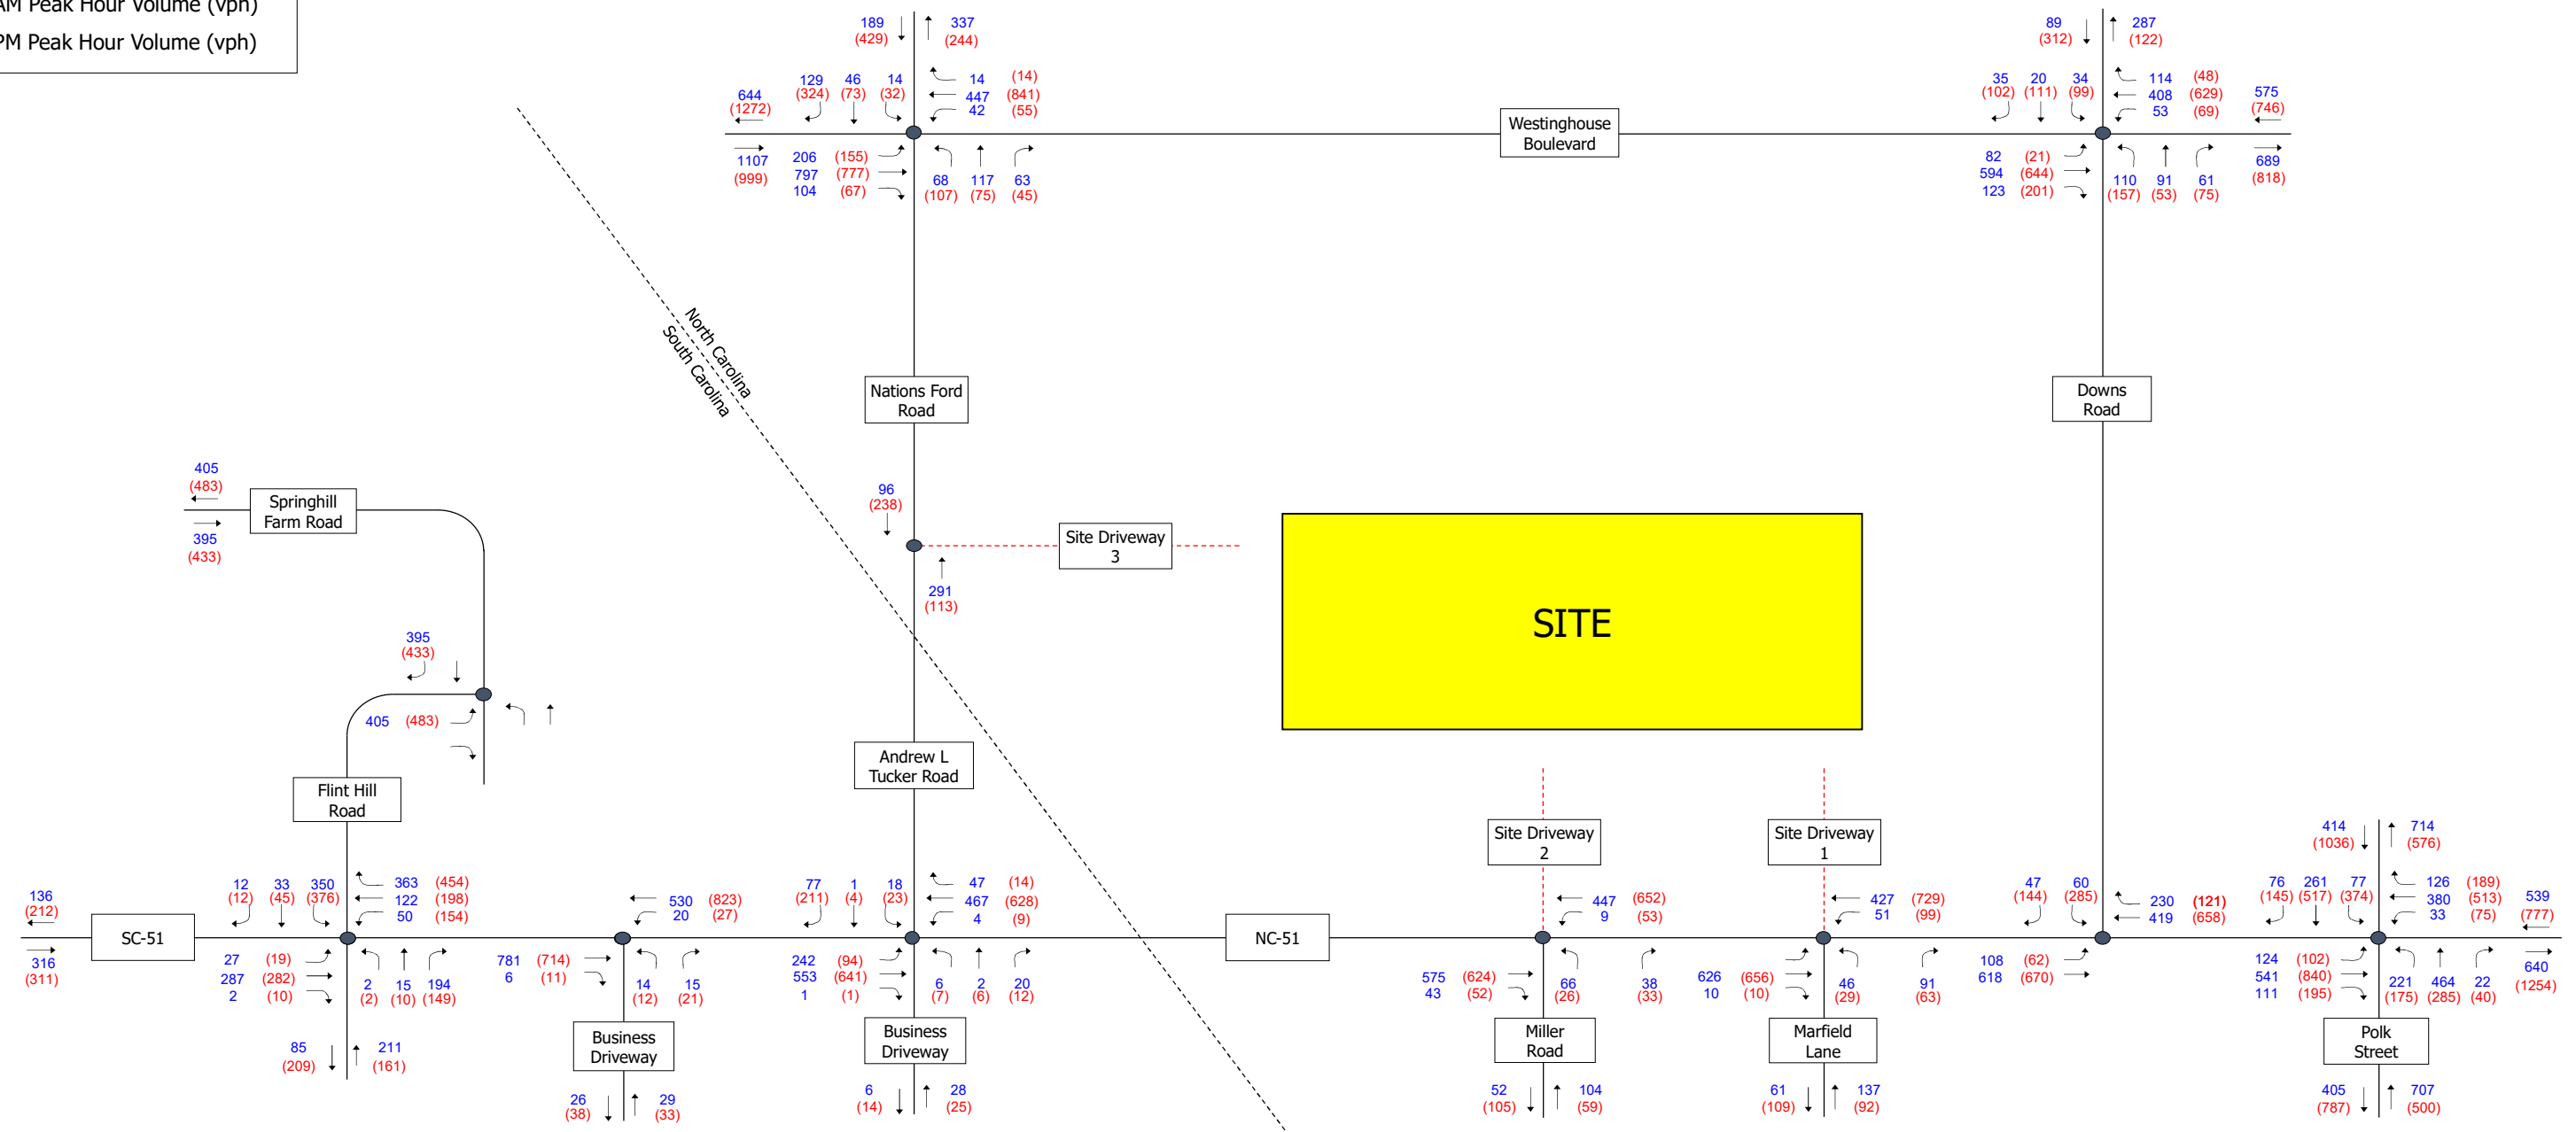 AM Peak Hour Volume (vph)
PM Peak Hour Volume (vph)
189 337
(429) (244)
129 46 14
(324) (73) (32)
14 (14)
447 (841)
42 (55)
644
(1272)
1107
(999)
206 (155)
797 (777)
104 (67)
68 117 63
(107) (75) (45)
Westinghouse
Boulevard
89 287
(312) (122)
35 20 34
(102) (111) (99)
114 (48)
408 (629)
53 (69)
575
(746)
82 (21)
594 (644)
123 (201)
110 91 61
(157) (53) (75)
689
(818)
North Carolina
South Carolina
Nations Ford
Road
Downs
Road
405
(483)
Springhill
Farm Road
395
(433)
96
(238)
Site Driveway
3
291
(113)
SITE
395
(433)
405 (483)
Flint Hill
Road
Andrew L
Tucker Road
Site Driveway
2
Site Driveway
1
414 714
(1036) (576)
136
(212)
SC-51
316
(311)
12 33 350
(12) (45) (376)
363 (454)
122 (198)
50 (154)
27 (19)
287 (282)
2 (10)
2 15 194
(2) (10) (149)
85 211
(209) (161)
530 (823)
20 (27)
781 (714)
6 (11)
14 15
(12) (21)
Business
Driveway
26 29
(38) (33)
77 1 18
(211) (4) (23)
47 (14)
467 (628)
4 (9)
242 (94)
553 (641)
1 (1)
6 2 20
(7) (6) (12)
Business
Driveway
6 28
(14) (25)
NC-51
447 (652)
9 (53)
575 (624)
43 (52)
66 38
(26) (33)
Miller
Road
52 104
(105) (59)
427 (729)
51 (99)
626 (656)
10 (10)
46 91
(29) (63)
Marfield
Lane
61 137
(109) (92)
47 60
(144) (285)
230 (121)
419 (658)
108 (62)
618 (670)
76 261 77
(145) (517) (374)
126 (189)
380 (513)
33 (75)
539
(777)
124 (102)
541 (840)
111 (195)
221 464 22
(175) (285) (40)
640
(1254)
Polk
Street
405 707
(787) (500)